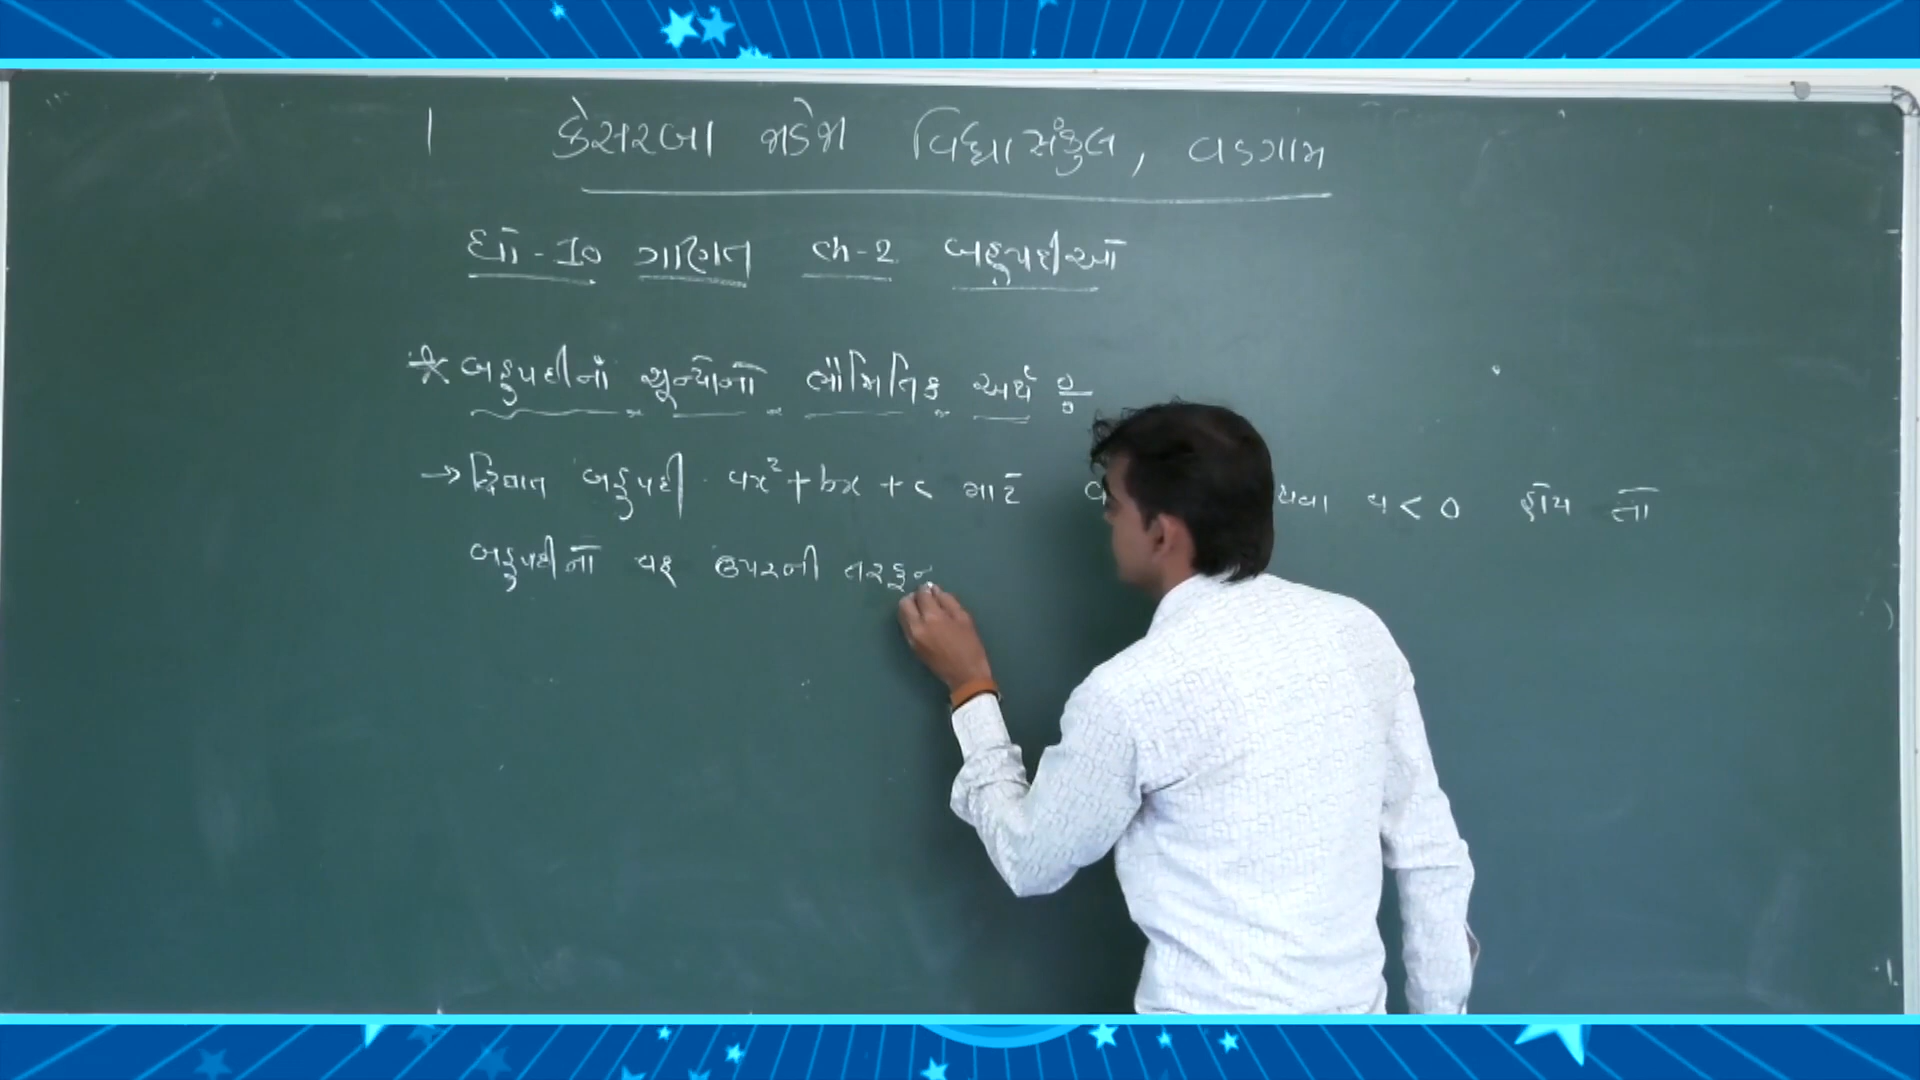 કેસરબા જાડેજા વિદ્યાસંકુલ, વડગામ
ધો-10 ગણિત ch-2 બહુપદીઓ
* બહુપદીનાં શૂન્યોનો ભૌમિતિક અર્થ :-
→ દ્વિઘાત બહુપદી ax²+bx+c માટે a < 0 હોય તો
બહુપદીનો વક્ર ઉપરની તરફન